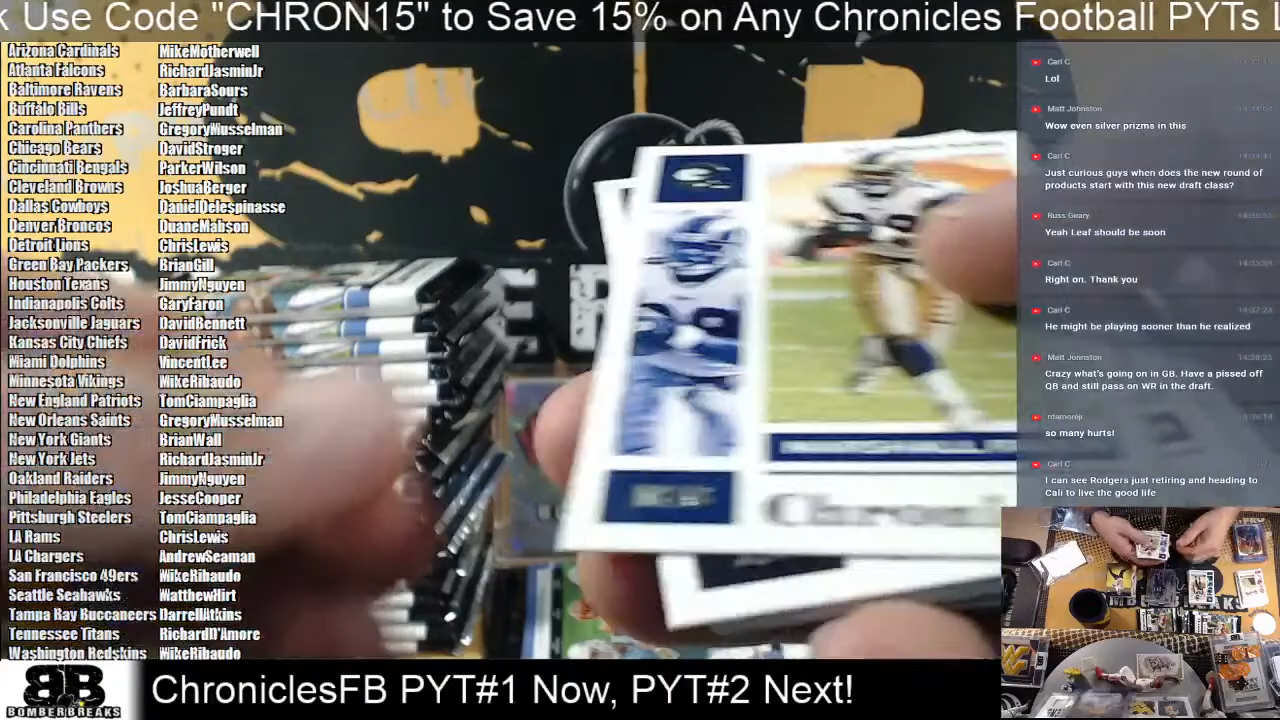 k Use Code "CHRON15" to Save 15% on Any Chronicles Football PYTs
Arizona Cardinals MikeMotherwell
Atlanta Falcons RichardJasminJr
Baltimore Ravens BarbaraSours
Buffalo Bills JeffreyPundt
Carolina Panthers GregoryMusselman
Chicago Bears DavidStroger
Cincinnati Bengals ParkerWilson
Cleveland Browns JoshuaBerger
Dallas Cowboys DanielDelespinasse
Denver Broncos DuaneMabson
Detroit Lions ChrisLewis
Green Bay Packers BrianGill
Houston Texans JimmyNguyen
Indianapolis Colts GaryFaron
Jacksonville Jaguars DavidBennett
Kansas City Chiefs DavidFrick
Miami Dolphins VincentLee
Minnesota Vikings MikeRibaudo
New England Patriots TomCiampaglia
New Orleans Saints GregoryMusselman
New York Giants BrianWall
New York Jets RichardJasminJr
Oakland Raiders JimmyNguyen
Philadelphia Eagles JesseCooner
Pittsburgh Steelers TomCiampaglia
LA Rams ChrisLewis
LA Chargers AndrewSeaman
San Francisco 49ers MikeRibaudo
Seattle Seahawks MatthewHirt
Tampa Bay Buccaneers DarrellAtkins
Tennessee Titans RichardD'Amore
Washington Redskins MikeRibaudo
Carl C
Lol
Matt Johnston
Wow even silver prizms in this
Carl C
Just curious guys when does the new round of
products start with this new draft class?
Russ Geary
Yeah Leaf should be soon
Carl C
Right on. Thank you
Carl C
He might be playing sooner than he realized
Matt Johnston
Crazy what's going on in GB. Have a pissed off
QB and still pass on WR in the draft.
rdamoreji
so many hurts!
Carl C
I can see Rodgers just retiring and heading to
Cali to live the good life
BB
BOMBERBREAKS
ChroniclesFB PYT#1 Now, PYT#2 Next!